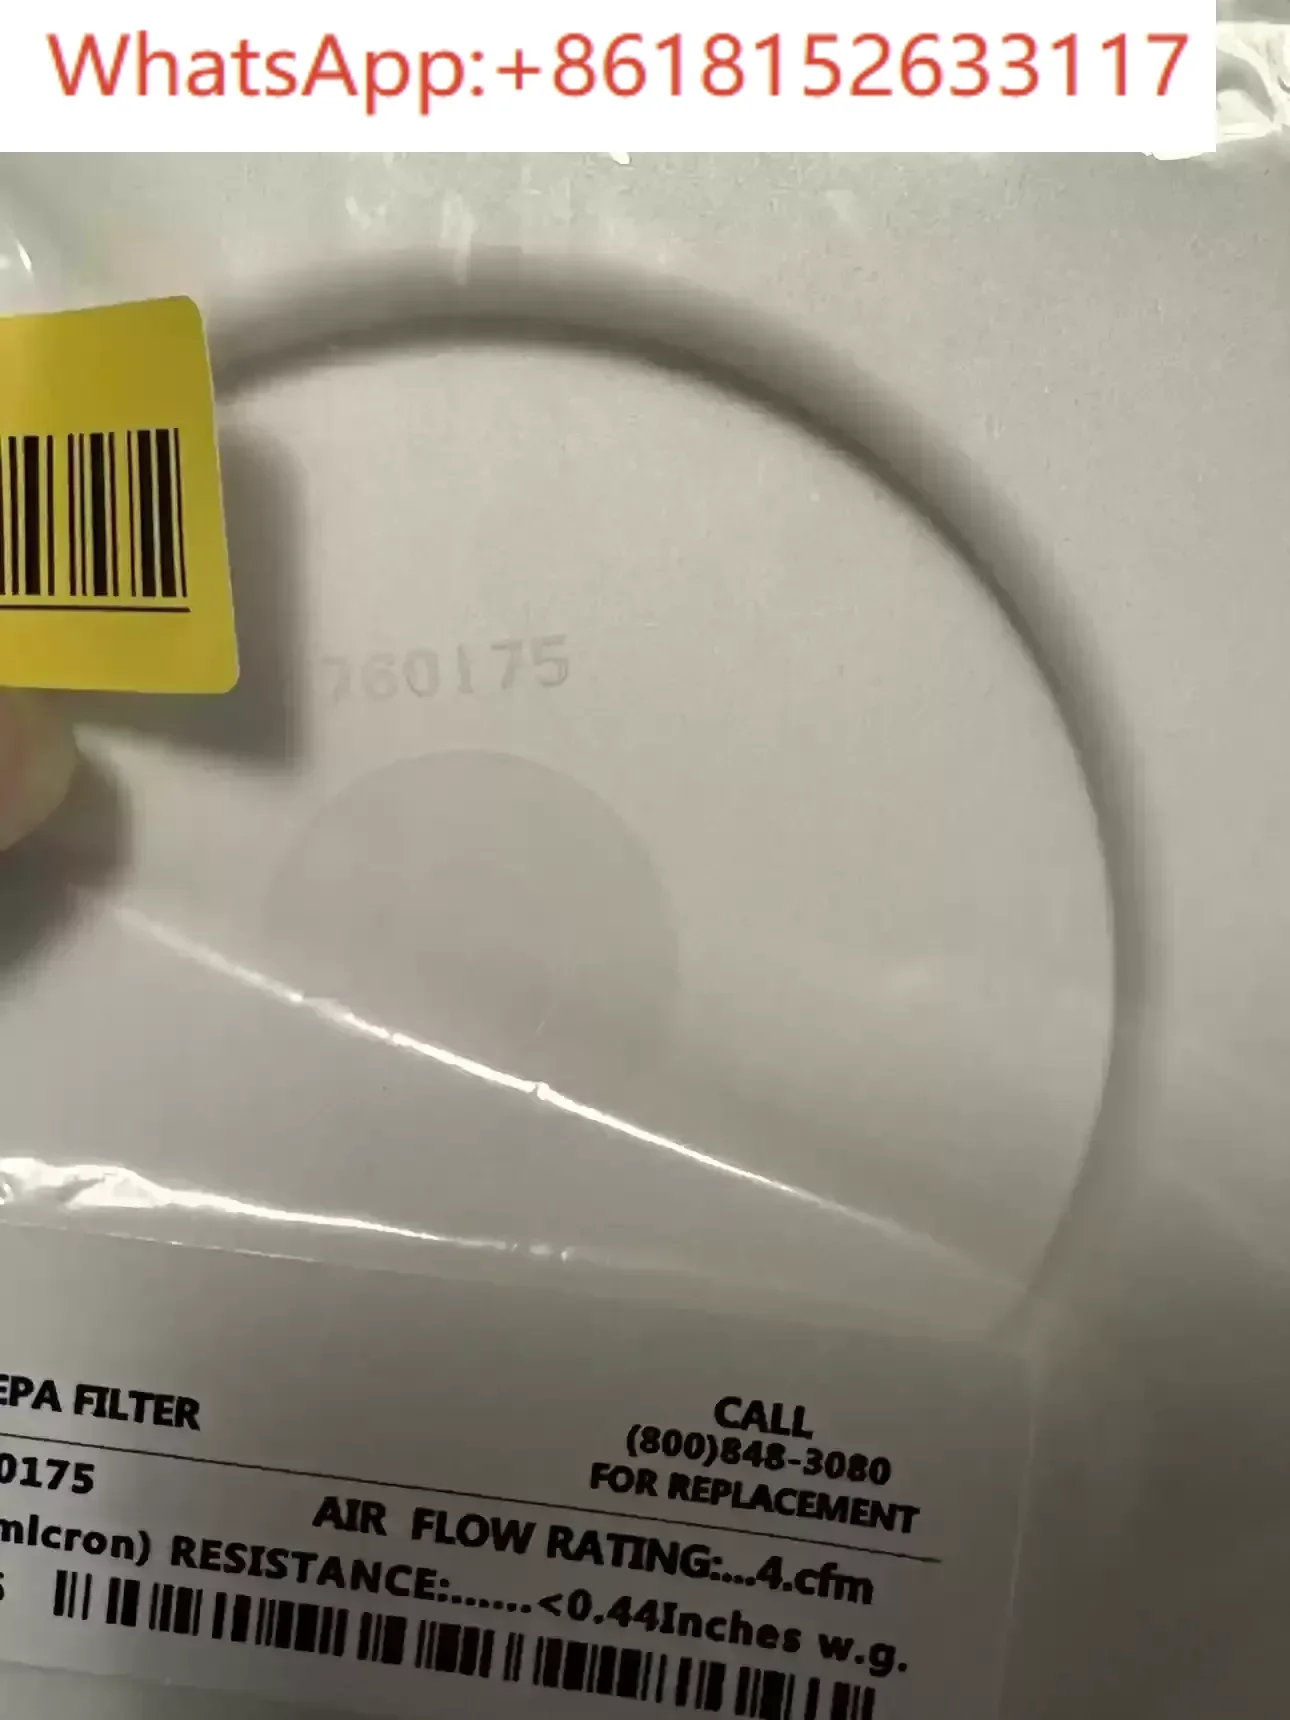 WhatsApp:+8618152633117
760175
EPA FILTER
CALL
(800)848-3080
FOR REPLACEMENT
0175
AIR FLOW RATING:...4.cfm
mIcron) RESISTANCE:......<0.44Inches w.g.